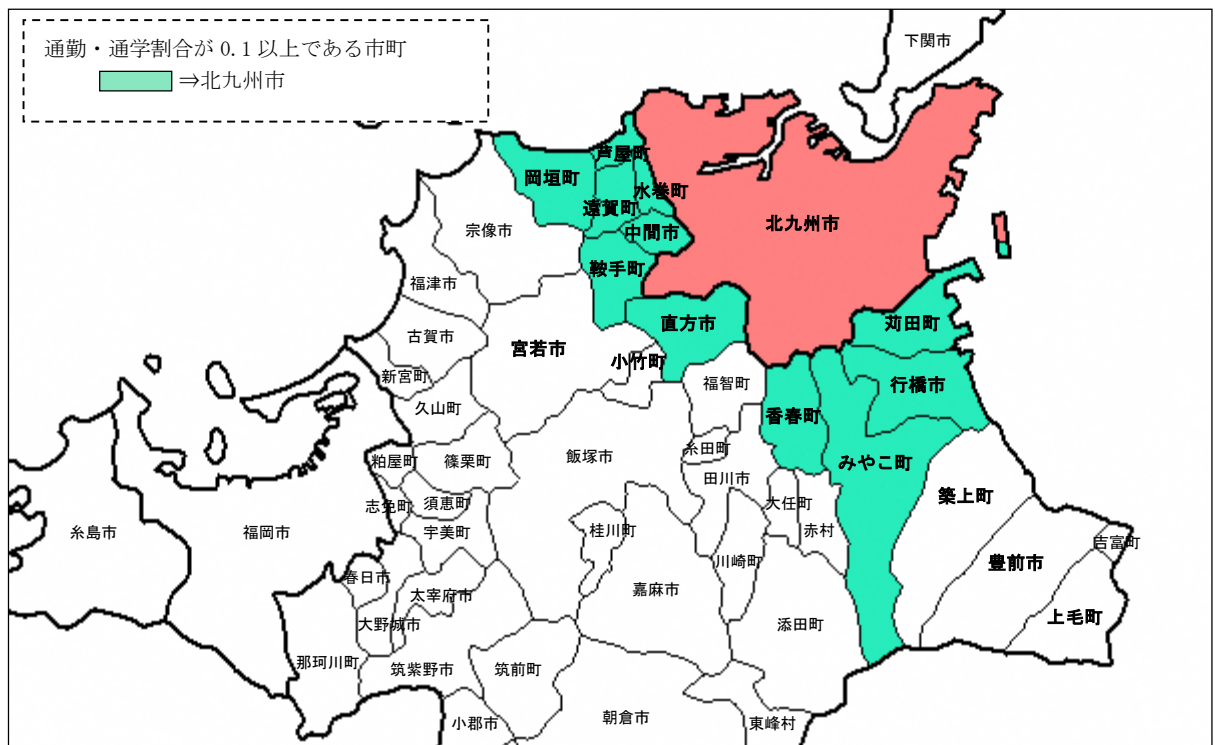 通勤・通学割合が 0.1 以上である市町
⇒北九州市
下関市
芦屋町
岡垣町
水巻町
遠賀町
北九州市
宗像市
中間市
鞍手町
福津市
苅田町
直方市
古賀市
宮若市
小竹町
新宮町
福智町
行橋市
久山町
香春町
糸田町
飯塚市
粕屋町
篠栗町
みやこ町
田川市
築上町
志免町
須恵町
大任町
糸島市
福岡市
宇美町
桂川町
赤村
吉富町
川崎町
豊前市
春日市
太宰府市
嘉麻市
上毛町
大野城市
添田町
那珂川町
筑紫野市
筑前町
小郡市
朝倉市
東峰村